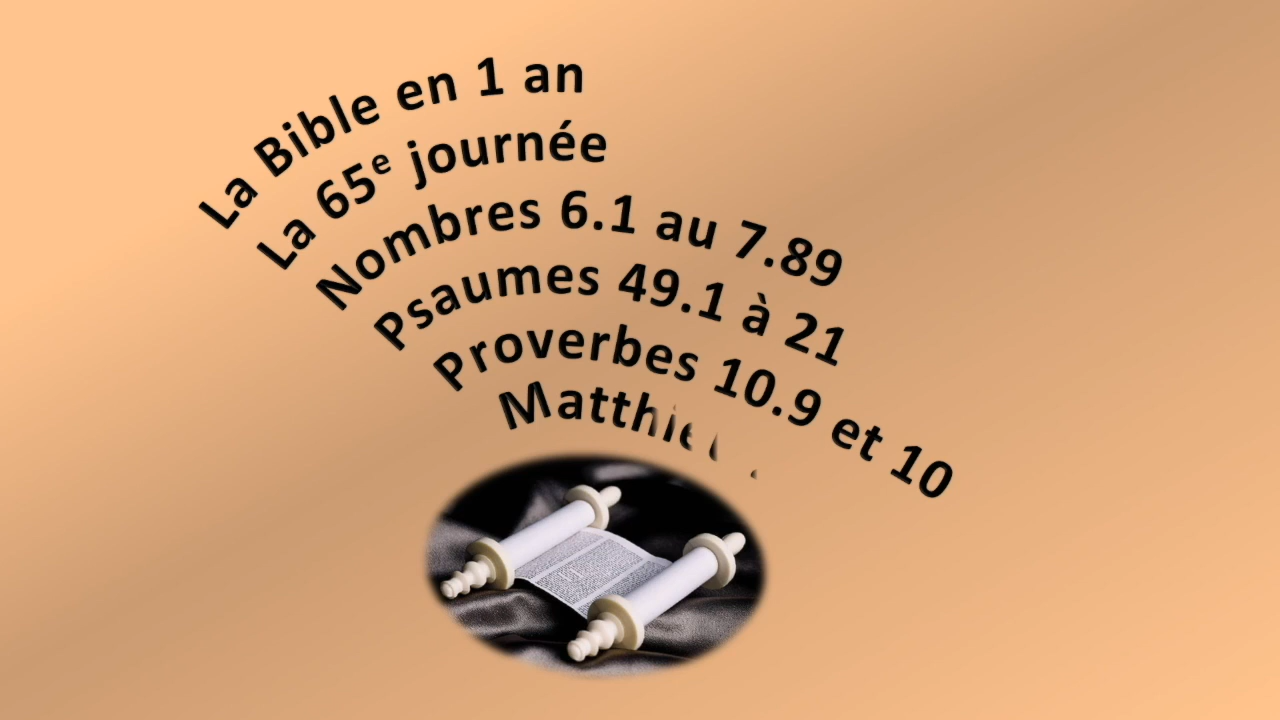 La Bible en 1 an
La 65e journée
Nombres 6.1 au 7.89
Psaumes 49.1 à 21
Proverbes 10.9 et 10